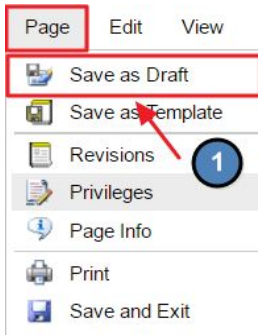 Page Edit View
Save as Draft
Save as Template
Revisions
1
Privileges
Page Info
Print
Save and Exit